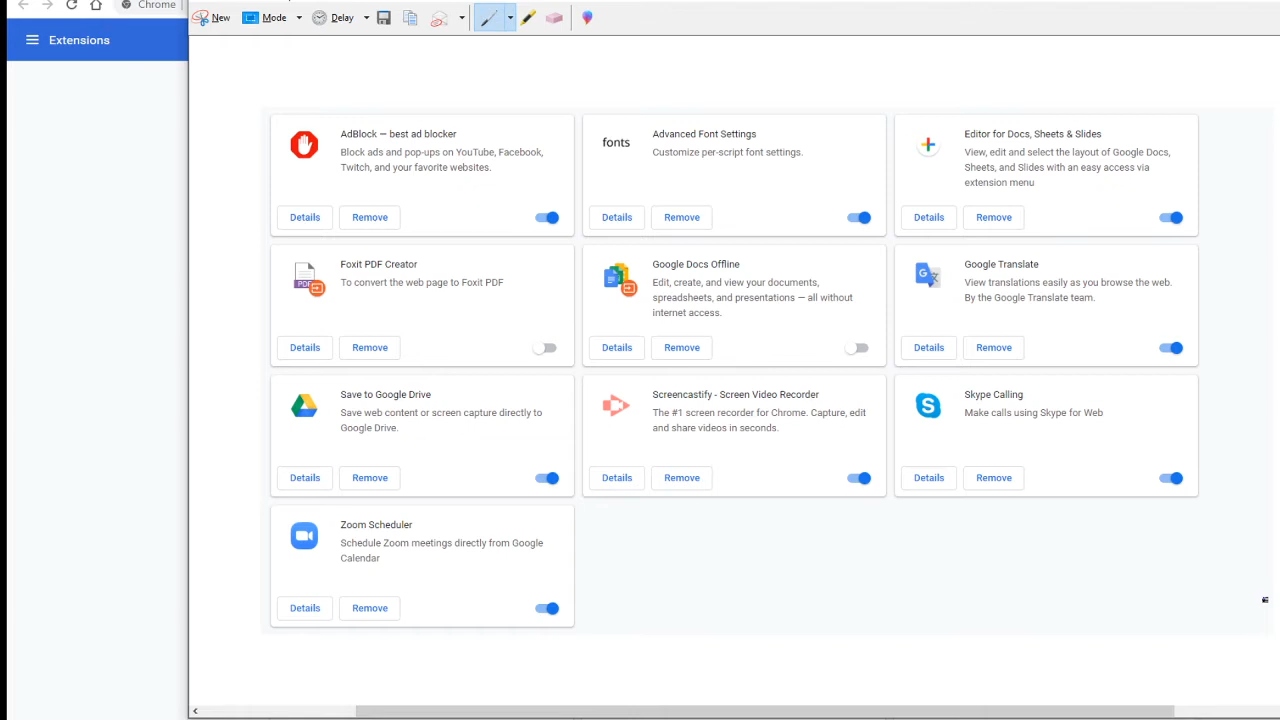 Chrome
New
Mode
Delay
Extensions
AdBlock — best ad blocker
Block ads and pop-ups on YouTube, Facebook,
Twitch, and your favorite websites.
Details
Remove
fonts
Advanced Font Settings
Customize per-script font settings.
Details
Remove
Editor for Docs, Sheets & Slides
View, edit and select the layout of Google Docs,
Sheets, and Slides with an easy access via
extension menu
Details
Remove
PDF
Foxit PDF Creator
To convert the web page to Foxit PDF
Details
Remove
Google Docs Offline
Edit, create, and view your documents,
spreadsheets, and presentations — all without
internet access.
Details
Remove
G
Google Translate
View translations easily as you browse the web.
By the Google Translate team.
Details
Remove
Save to Google Drive
Save web content or screen capture directly to
Google Drive.
Details
Remove
Screencastify - Screen Video Recorder
The #1 screen recorder for Chrome. Capture, edit
and share videos in seconds.
Details
Remove
S
Skype Calling
Make calls using Skype for Web
Details
Remove
Zoom Scheduler
Schedule Zoom meetings directly from Google
Calendar
Details
Remove